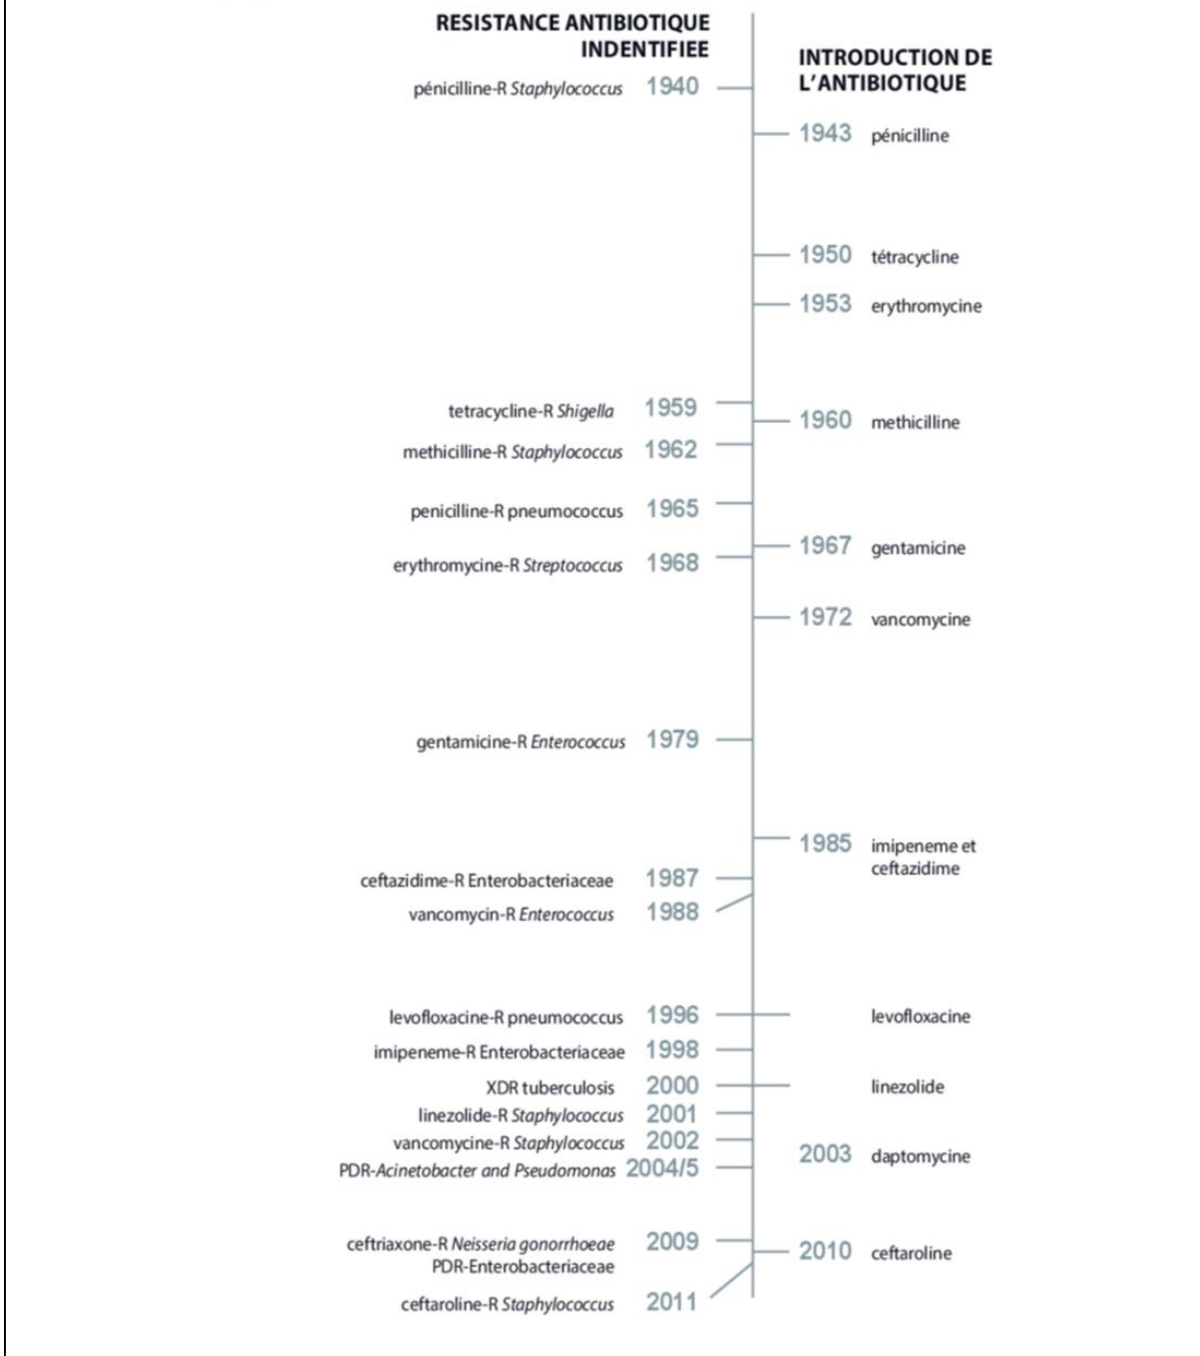 RESISTANCE ANTIBIOTIQUE
INDENTIFIEE
INTRODUCTION DE
L'ANTIBIOTIQUE
pénicilline-R Staphylococcus 1940
1943 pénicilline
1950 tétracycline
1953 erythromycine
tetracycline-R Shigella 1959
1960 methicilline
methicilline-R Staphylococcus 1962
penicilline-R pneumococcus 1965
1967 gentamicine
erythromycine-R Streptococcus 1968
1972 vancomycine
gentamicine-R Enterococcus 1979
1985 imipeneme et
ceftazidime
ceftazidime-R Enterobacteriaceae 1987
vancomycin-R Enterococcus 1988
levofloxacine-R pneumococcus 1996 levofloxacine
imipeneme-R Enterobacteriaceae 1998
XDR tuberculosis 2000 linezolide
linezolide-R Staphylococcus 2001
vancomycine-R Staphylococcus 2002
2003 daptomycine
PDR-Acinetobacter and Pseudomonas 2004/5
ceftriaxone-R Neisseria gonorrhoeae 2009
PDR-Enterobacteriaceae
2010 ceftaroline
ceftaroline-R Staphylococcus 2011